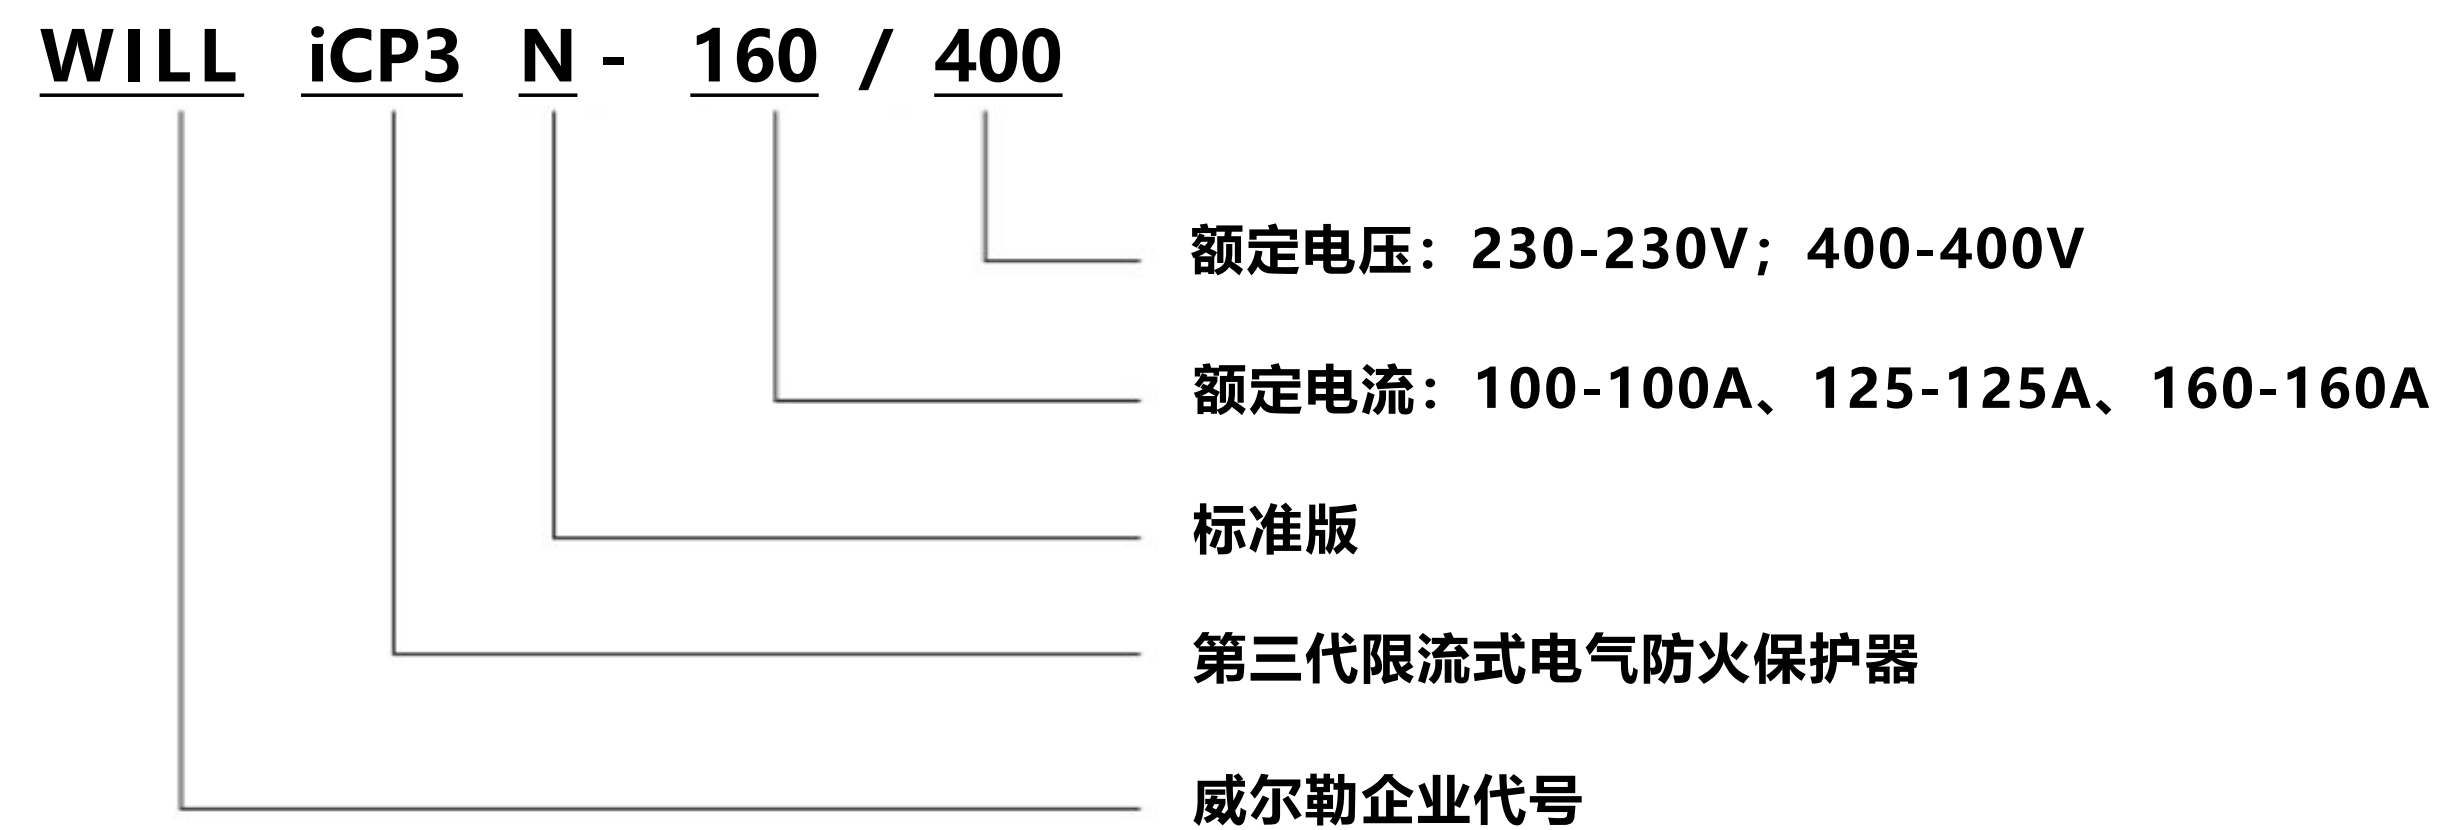 WILL iCP3 N - 160 / 400
额定电压：230-230V；400-400V
额定电流：100-100A、125-125A、160-160A
标准版
第三代限流式电气防火保护器
威尔勒企业代号